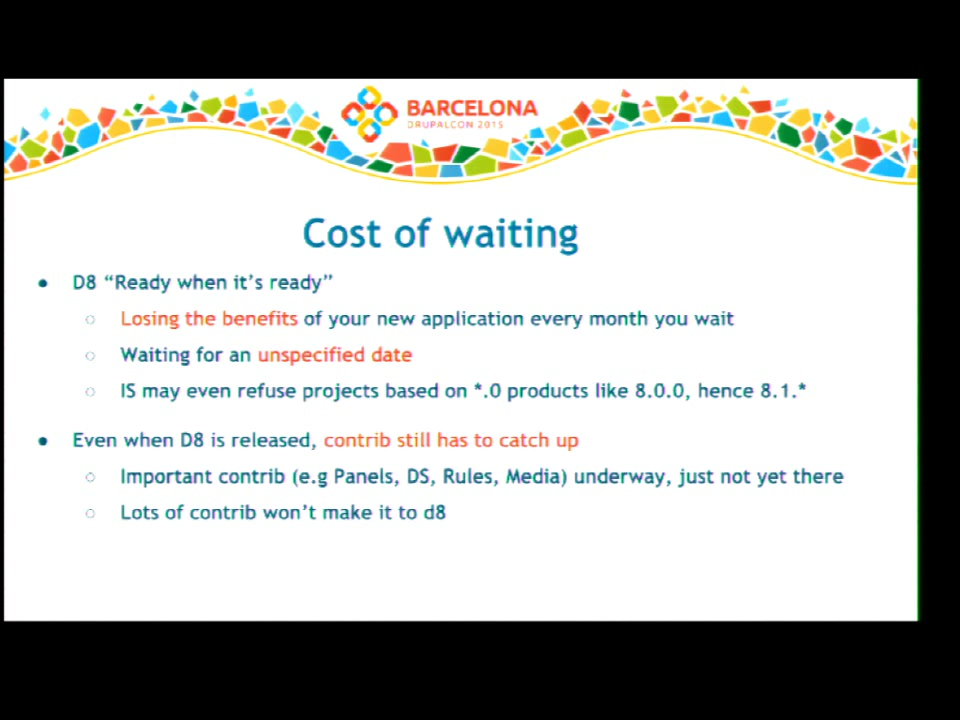 BARCELONA
DRUPALCON 2015
Cost of waiting
● D8 “Ready when it’s ready”
○ Losing the benefits of your new application every month you wait
○ Waiting for an unspecified date
○ IS may even refuse projects based on *.0 products like 8.0.0, hence 8.1.*
● Even when D8 is released, contrib still has to catch up
○ Important contrib (e.g Panels, DS, Rules, Media) underway, just not yet there
○ Lots of contrib won’t make it to d8